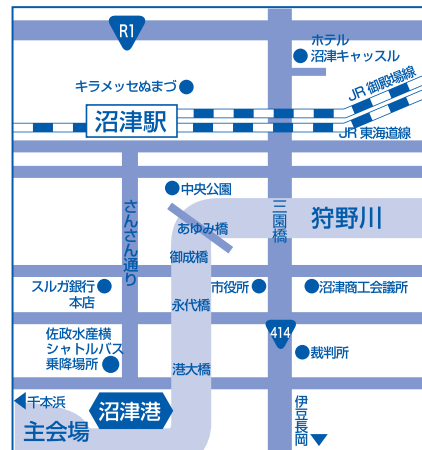 R1
ホテル
沼津キャッスル
キラメッセぬまづ
JR 御殿場線
沼津駅
JR 東海道線
中央公園
さんさん通り
あゆみ橋
三園橋
狩野川
御成橋
スルガ銀行
本店
市役所
沼津商工会議所
永代橋
佐政水産横
シャトルバス
乗降場所
414
裁判所
港大橋
千本浜
沼津港
主会場
伊豆長岡